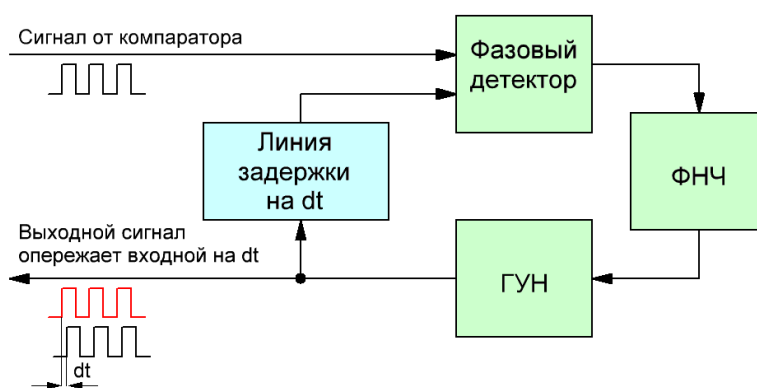 Сигнал от компаратора
Фазовый
детектор
Линия
задержки
на dt
ФНЧ
Выходной сигнал
опережает входной на dt
ГУН
dt